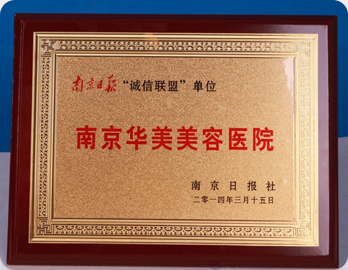 南京日报“诚信联盟”单位
南京华美美容医院
南京日报社
二零一四年三月十五日